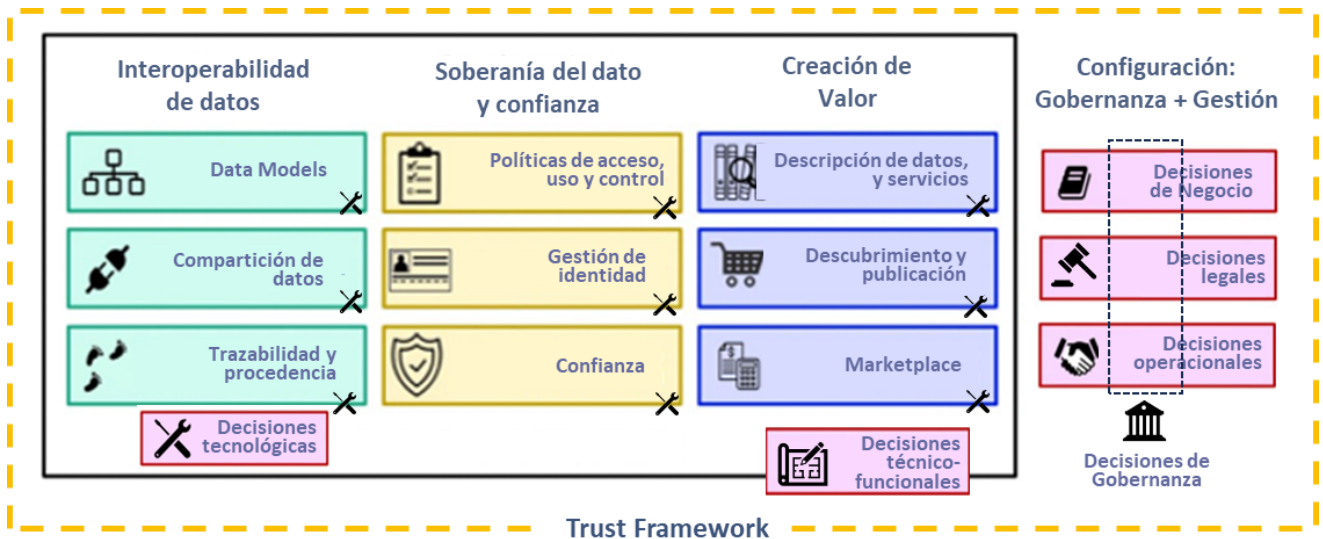 Interoperabilidad
de datos
Soberanía del dato
y confianza
Creación de
Valor
Configuración:
Gobernanza + Gestión
Data Models
Políticas de acceso,
uso y control
Descripción de datos,
y servicios
Decisiones
de Negocio
Compartición de
datos
Gestión de
identidad
Descubrimiento y
publicación
Decisiones
legales
Trazabilidad y
procedencia
Confianza
Marketplace
Decisiones
operacionales
Decisiones
tecnológicas
Decisiones
técnico-
funcionales
Decisiones de
Gobernanza
Trust Framework